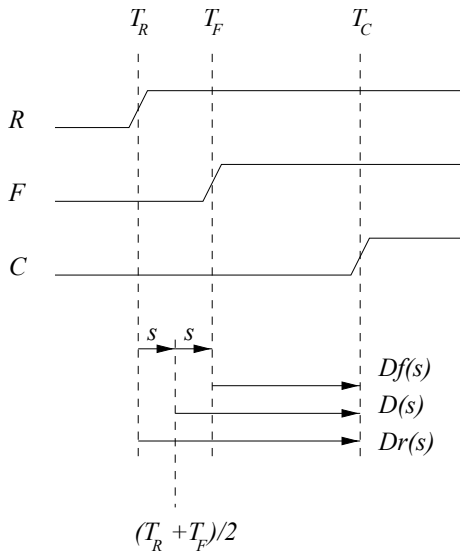 T_R T_F T_C
R
F
C
s s
Df(s)
D(s)
Dr(s)
(T_R + T_F)/2